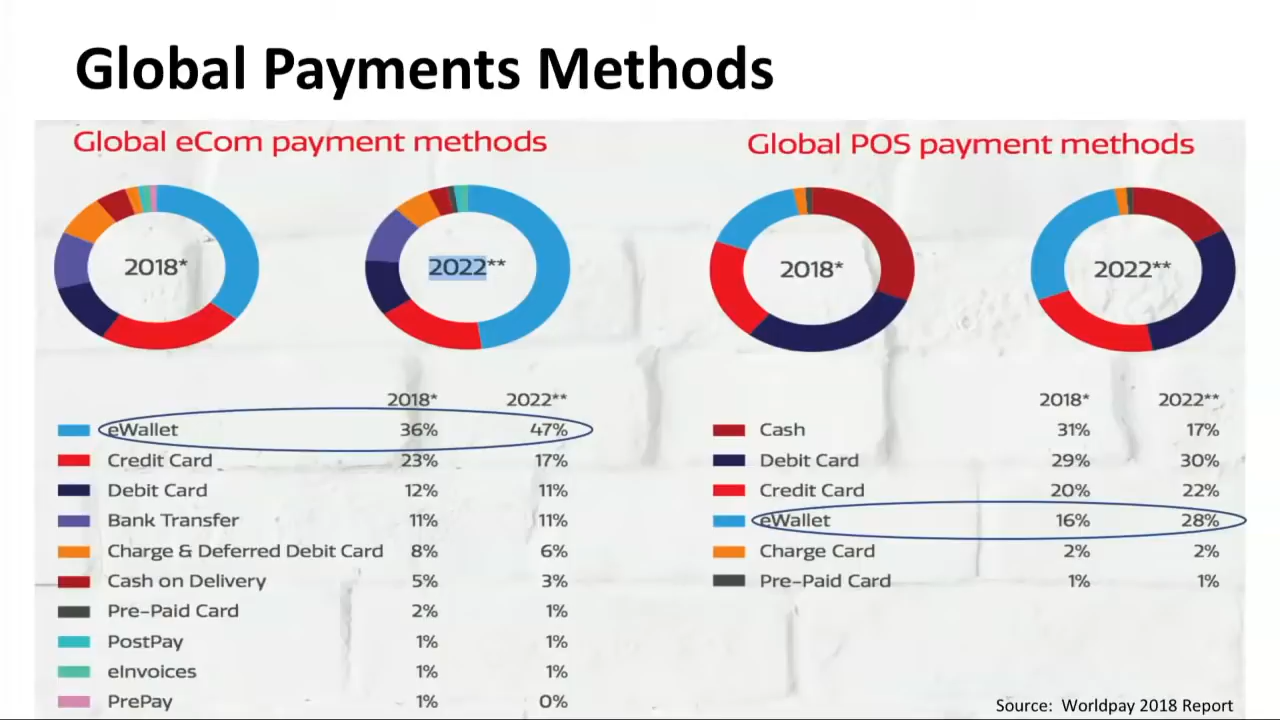 Global Payments Methods
Global eCom payment methods
2018*
2022**
2018* 2022**
eWallet 36% 47%
Credit Card 23% 17%
Debit Card 12% 11%
Bank Transfer 11% 11%
Charge & Deferred Debit Card 8% 6%
Cash on Delivery 5% 3%
Pre-Paid Card 2% 1%
PostPay 1% 1%
eInvoices 1% 1%
PrePay 1% 0%
Global POS payment methods
2018*
2022**
2018* 2022**
Cash 31% 17%
Debit Card 29% 30%
Credit Card 20% 22%
eWallet 16% 28%
Charge Card 2% 2%
Pre-Paid Card 1% 1%
Source: Worldpay 2018 Report